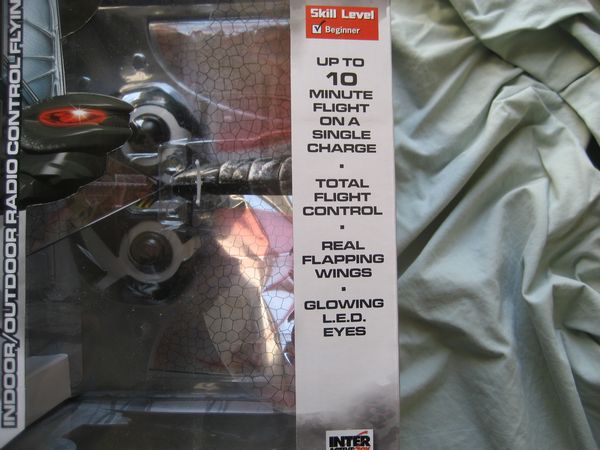 INDOOR/OUTDOOR RADIO CONTROL FLYIN
Skill Level
Beginner
UP TO
10
MINUTE
FLIGHT
ON A
SINGLE
CHARGE
TOTAL
FLIGHT
CONTROL
REAL
FLAPPING
WINGS
GLOWING
L.E.D.
EYES
INTER